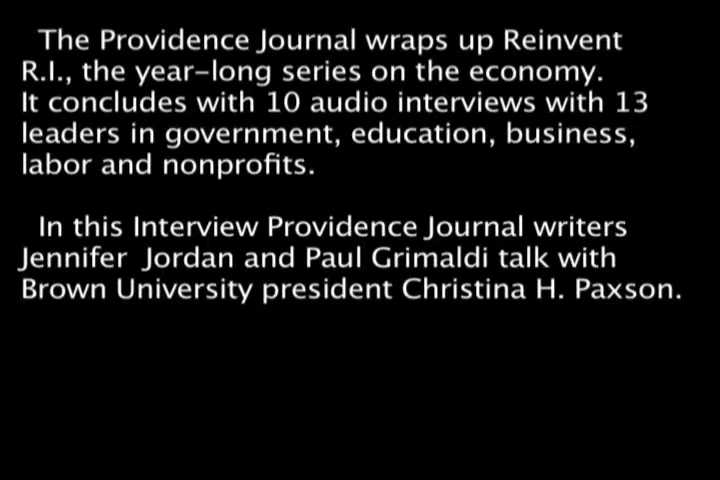 The Providence Journal wraps up Reinvent
R.I., the year-long series on the economy.
It concludes with 10 audio interviews with 13
leaders in government, education, business,
labor and nonprofits.
In this Interview Providence Journal writers
Jennifer Jordan and Paul Grimaldi talk with
Brown University president Christina H. Paxson.